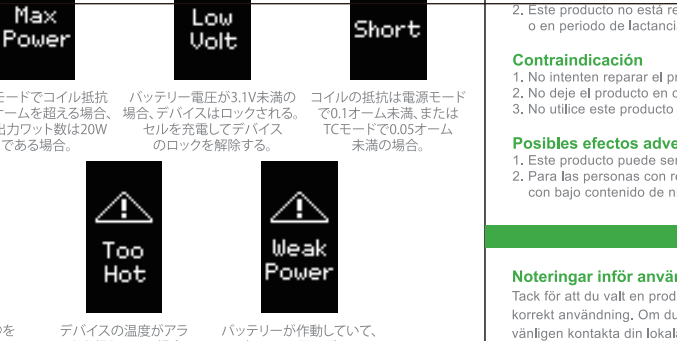 Max
Power
Low
Volt
Short
モードでコイル抵抗
オームを超える場合、
出力ワット数は20W
である場合。
バッテリー電圧が3.1V未満の
場合、デバイスはロックされる。
セルを充電してデバイス
のロックを解除する。
コイルの抵抗は電源モード
で0.1オーム未満、または
TCモードで0.05オーム
未満の場合。
Too
Hot
Weak
Power
を
デバイスの温度がアラ
バッテリーが作動していて、
2. Este producto no está
o en periodo de
Contraindicación
1. No intenten reparar el
2. No deje el producto en
3. No utilice este producto
Posibles efectos
1. Este producto puede
2. Para las personas con
con bajo contenido de
Noteringar inför
Tack för att du valt en
korrekt användning. Om du
vänligen kontakta din